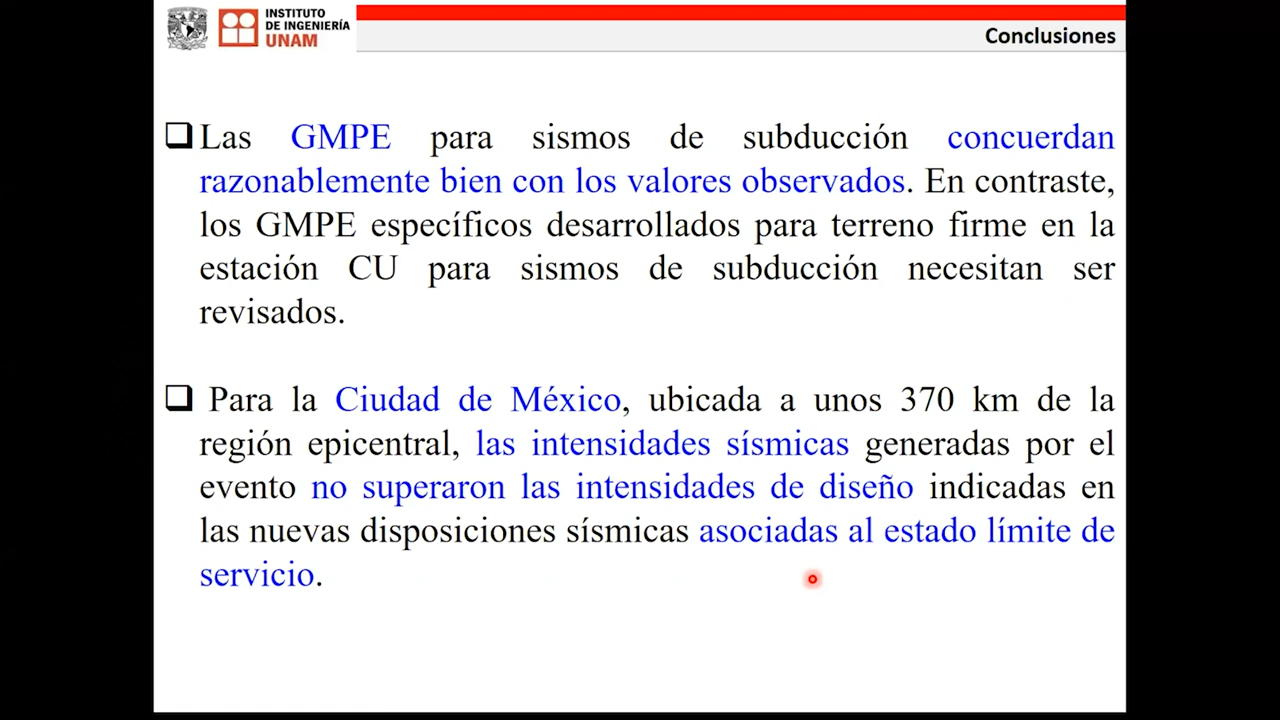 INSTITUTO
DE INGENIERÍA
UNAM
Conclusiones
Las GMPE para sismos de subducción concuerdan
razonablemente bien con los valores observados. En contraste,
los GMPE específicos desarrollados para terreno firme en la
estación CU para sismos de subducción necesitan ser
revisados.
Para la Ciudad de México, ubicada a unos 370 km de la
región epicentral, las intensidades sísmicas generadas por el
evento no superaron las intensidades de diseño indicadas en
las nuevas disposiciones sísmicas asociadas al estado límite de
servicio.